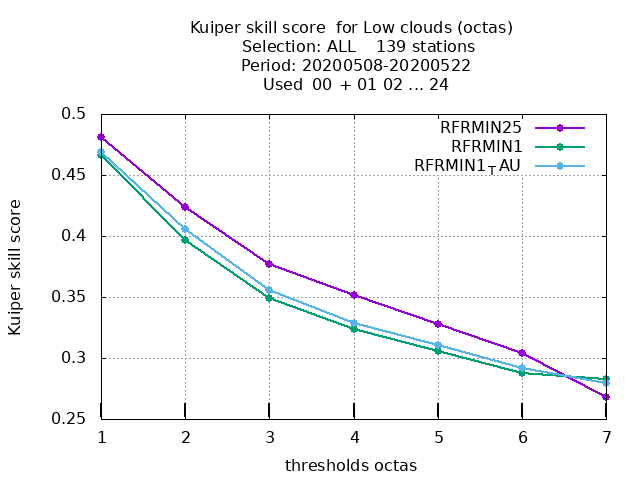 Kuiper skill score  for Low clouds (octas)
Selection: ALL    139 stations
Period: 20200508-20200522
Used  00 + 01 02 ... 24
RFRMIN25
RFRMIN1
RFRMIN1_TAU
Kuiper skill score
0.5
0.45
0.4
0.35
0.3
0.25
1 2 3 4 5 6 7
thresholds octas